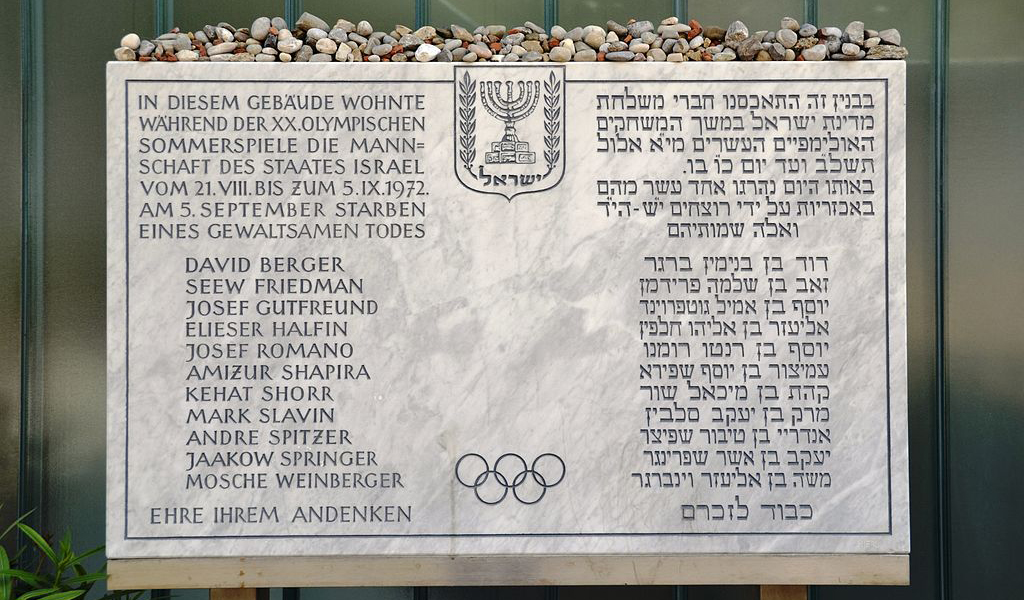 IN DIESEM GEBÄUDE WOHNTE
WÄHREND DER XX.OLYMPISCHEN
SOMMERSPIELE DIE MANN=
SCHAFT DES STAATES ISRAEL
VOM 21.VIII.BIS ZUM 5.IX.1972.
AM 5.SEPTEMBER STARBEN
EINES GEWALTSAMEN TODES
DAVID BERGER
SEEW FRIEDMAN
JOSEF GUTFREUND
ELIESER HALFIN
JOSEF ROMANO
AMIZUR SHAPIRA
KEHAT SHORR
MARK SLAVIN
ANDRE SPITZER
JAAKOW SPRINGER
MOSCHE WEINBERGER
EHRE IHREM ANDENKEN
ישראל
בבנין זה התאכסנו חברי משלחת
מדינת ישראל במשך המשחקים
האולימפיים העשרים מי״א אלול
תשל״ב ועד יום כ״ו בו.
באותו היום נהרגו אחד עשר מהם
באכזריות על ידי רוצחים יש-הי״ד
ואלה שמותיהם
דוד בן בנימין ברגר
זאב בן שלמה פרידמן
יוסף בן אמיל גוטפרוינד
אליעזר בן אליהו חלפין
יוסף בן רנטו רומנו
עמיצור בן יוסף שפירא
קהת בן מיכאל שור
מרק בן יעקב סלבין
אנדריי בן טיבור שפיצר
יעקב בן אשר שפרינגר
משה בן אליעזר וינברגר
כבוד לזכרם